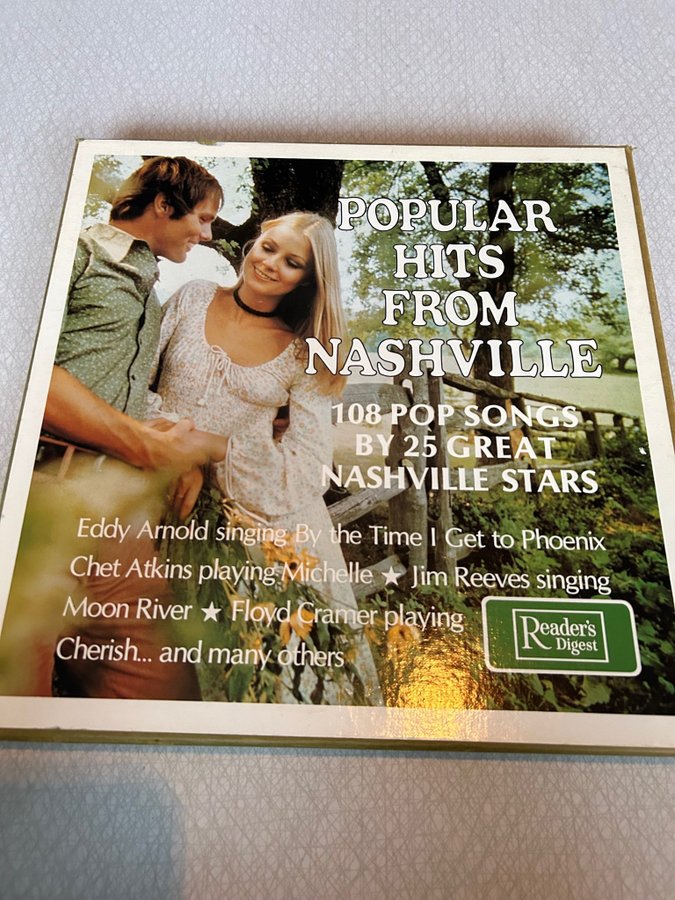 POPULAR
HITS
FROM
NASHVILLE
108 POP SONGS
BY 25 GREAT
NASHVILLE STARS
Eddy Arnold singing By the Time I Get to Phoenix
Chet Atkins playing Michelle ★ Jim Reeves singing
Moon River ★ Floyd Cramer playing
Cherish... and many others
Reader's
Digest